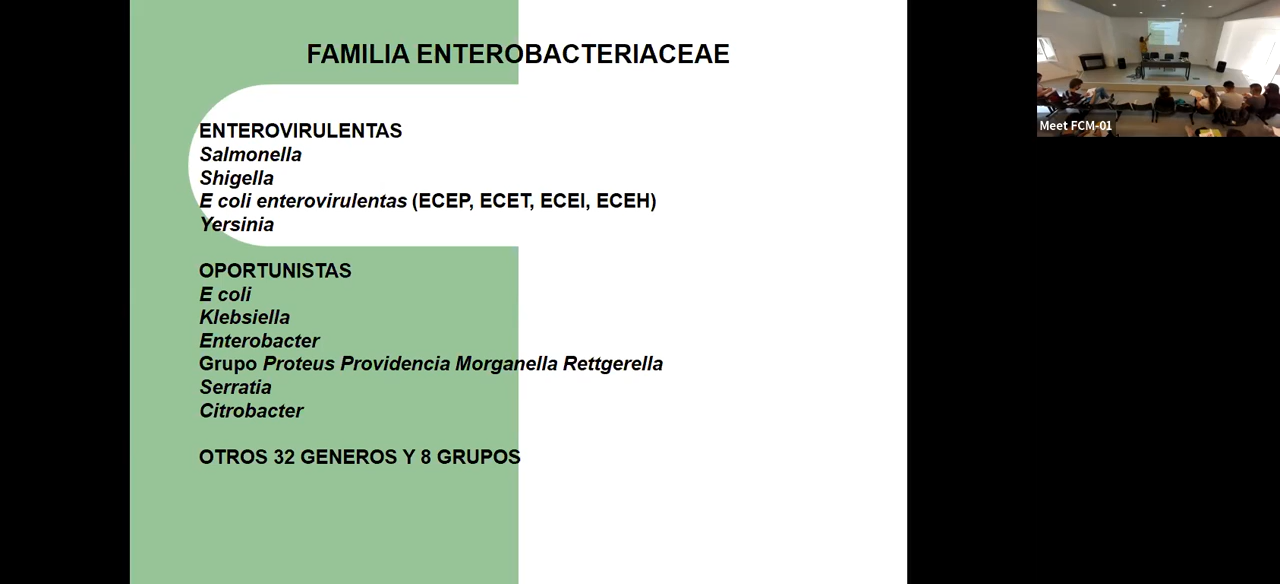 FAMILIA ENTEROBACTERIACEAE
ENTEROVIRULENTAS
Salmonella
Shigella
E coli enterovirulentas (ECEP, ECET, ECEI, ECEH)
Yersinia
OPORTUNISTAS
E coli
Klebsiella
Enterobacter
Grupo Proteus Providencia Morganella Rettgerella
Serratia
Citrobacter
OTROS 32 GENEROS Y 8 GRUPOS
Meet FCM-01